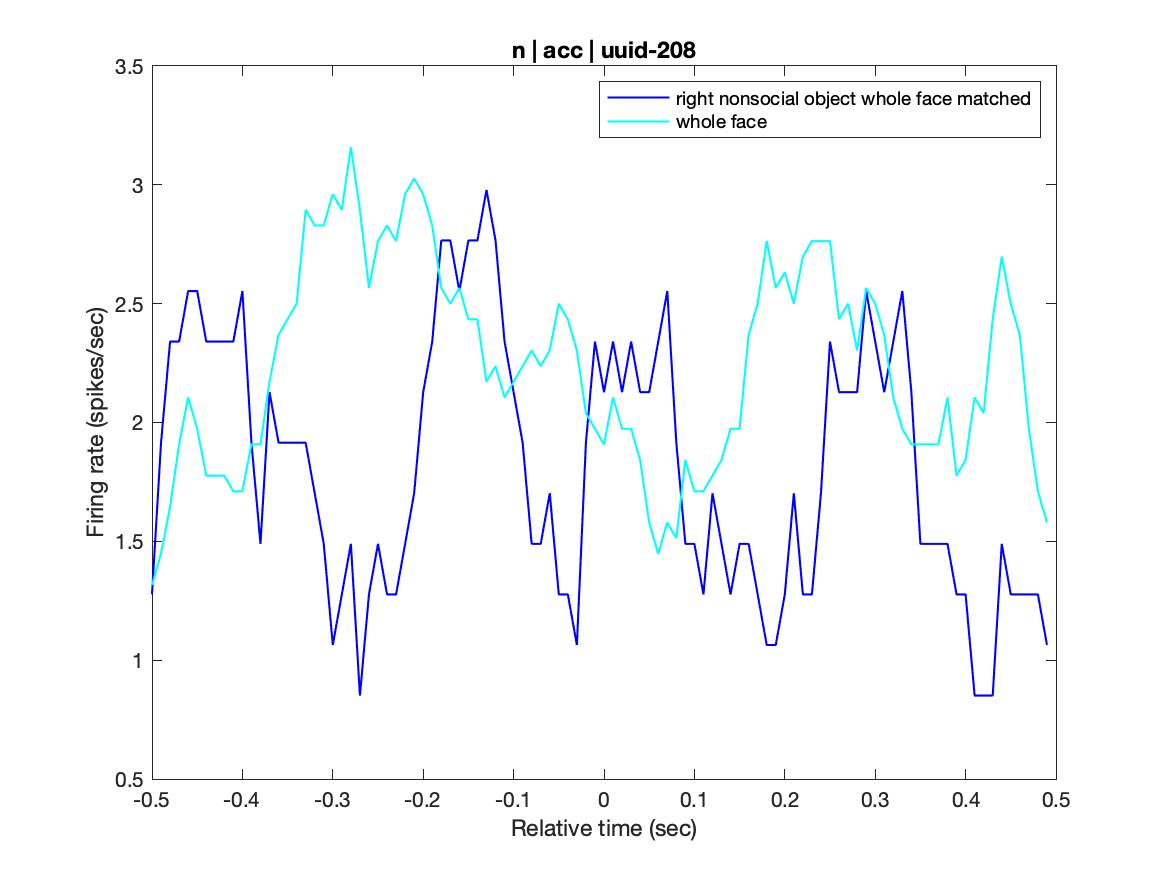 n | acc | uuid-208
right nonsocial object whole face matched
whole face
Firing rate (spikes/sec)
3.5
3
2.5
2
1.5
1
0.5
-0.5 -0.4 -0.3 -0.2 -0.1 0 0.1 0.2 0.3 0.4 0.5
Relative time (sec)